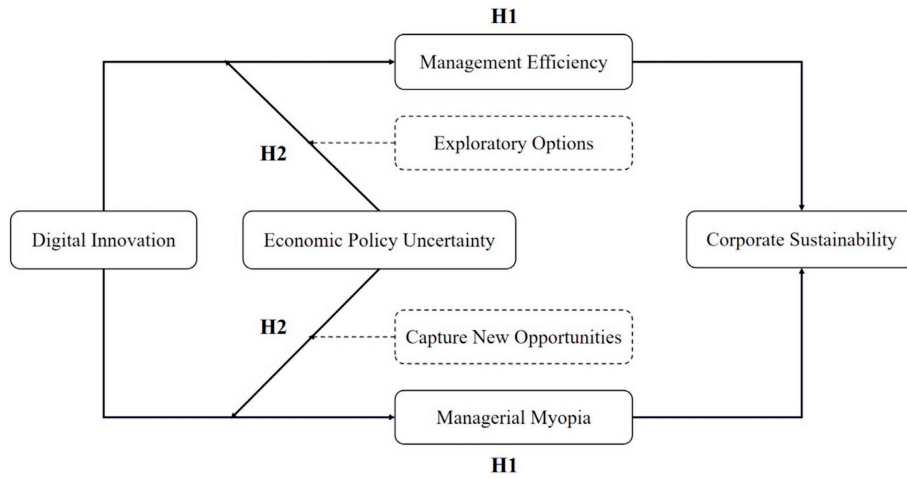 H1
Management Efficiency
Exploratory Options
H2
Digital Innovation
Economic Policy Uncertainty
Corporate Sustainability
H2
Capture New Opportunities
Managerial Myopia
H1